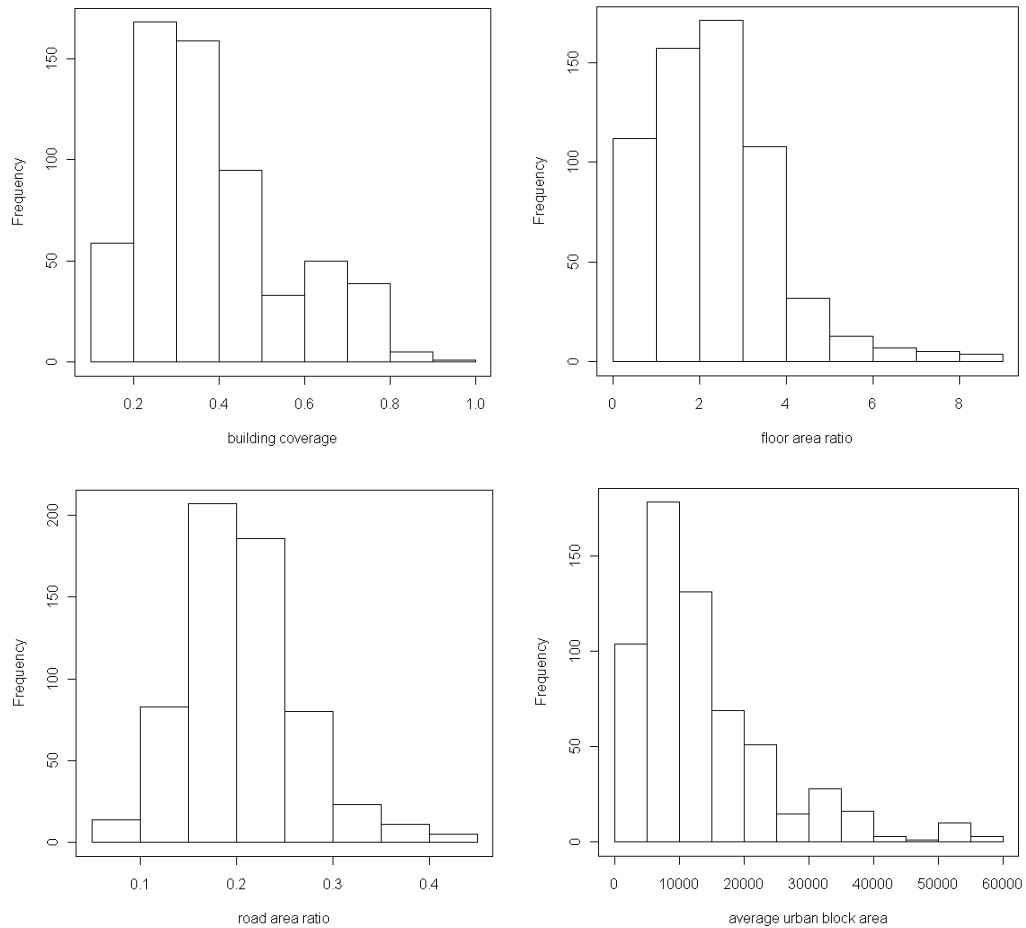 Frequency
0 50 100 150
0.2 0.4 0.6 0.8 1.0
building coverage
Frequency
0 50 100 150
0 2 4 6 8
floor area ratio
Frequency
0 50 100 150 200
0.1 0.2 0.3 0.4
road area ratio
Frequency
0 50 100 150
0 10000 20000 30000 40000 50000 60000
average urban block area